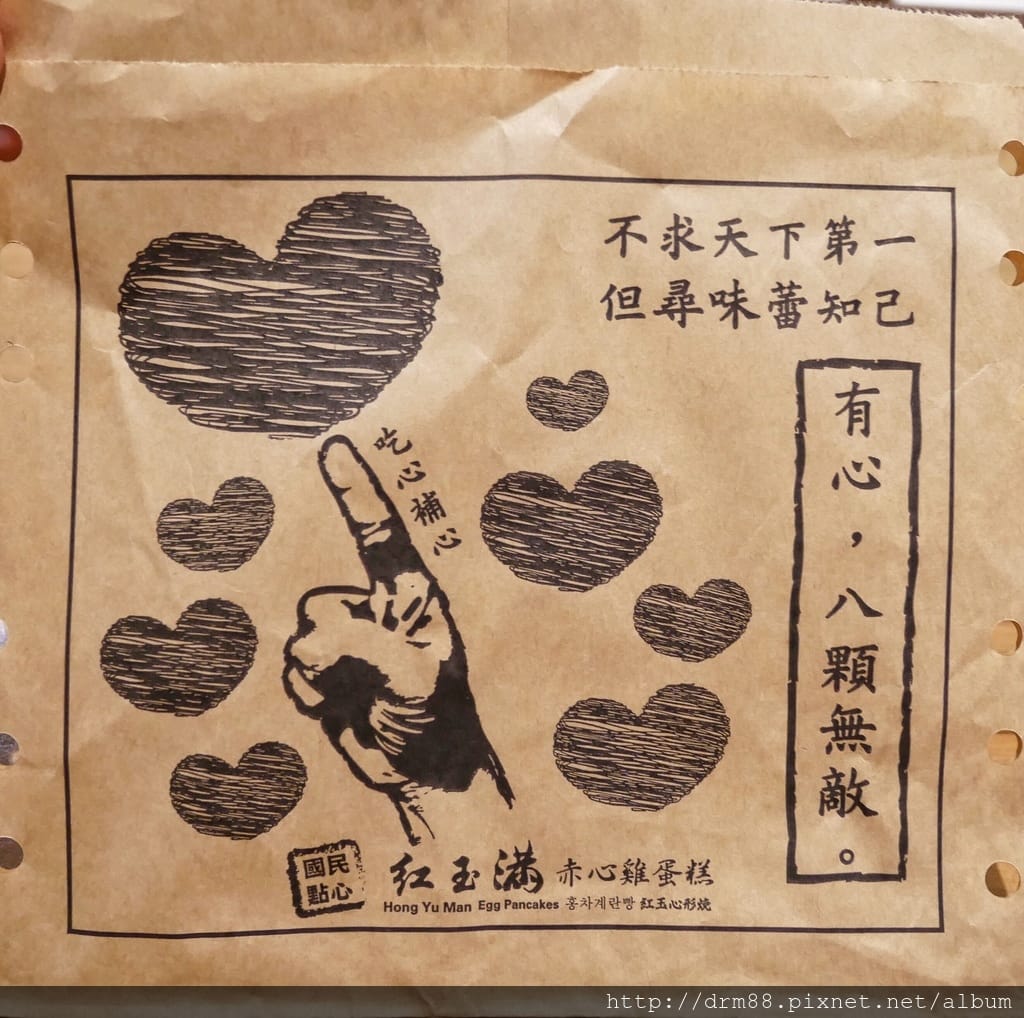 不求天下第一
但尋味蕾知己
有心，八顆無敵。
吃心補心
國民
點心
紅玉滿 赤心雞蛋糕
Hong Yu Man Egg Pancakes 홍차계란빵 紅玉心形燒
http://drm88.pixnet.net/album